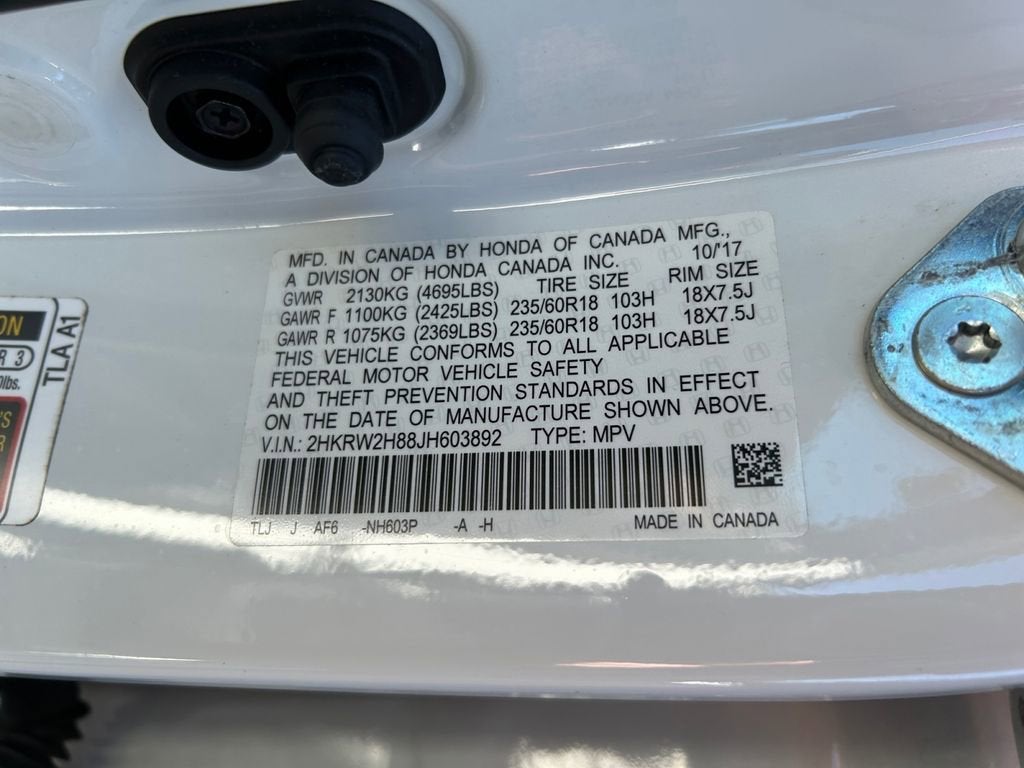 MFD. IN CANADA BY HONDA OF CANADA MFG.,
A DIVISION OF HONDA CANADA INC. 10/'17
TIRE SIZE RIM SIZE
GVWR 2130KG (4695LBS)
GAWR F 1100KG (2425LBS) 235/60R18 103H 18X7.5J
GAWR R 1075KG (2369LBS) 235/60R18 103H 18X7.5J
THIS VEHICLE CONFORMS TO ALL APPLICABLE
FEDERAL MOTOR VEHICLE SAFETY
AND THEFT PREVENTION STANDARDS IN EFFECT
ON THE DATE OF MANUFACTURE SHOWN ABOVE.
V.I.N.: 2HKRW2H88JH603892 TYPE: MPV
TLJ J AF6 -NH603P -A -H MADE IN CANADA
ON
R 3
0lbs.
'S
R
TLA A1